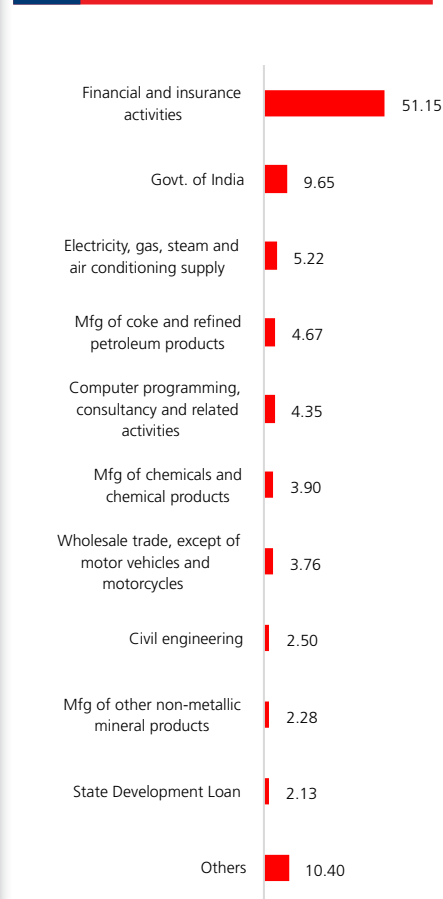 Financial and insurance
activities
51.15
Govt. of India
9.65
Electricity, gas, steam and
air conditioning supply
5.22
Mfg of coke and refined
petroleum products
4.67
Computer programming,
consultancy and related
activities
4.35
Mfg of chemicals and
chemical products
3.90
Wholesale trade, except of
motor vehicles and
motorcycles
3.76
Civil engineering
2.50
Mfg of other non-metallic
mineral products
2.28
State Development Loan
2.13
Others
10.40